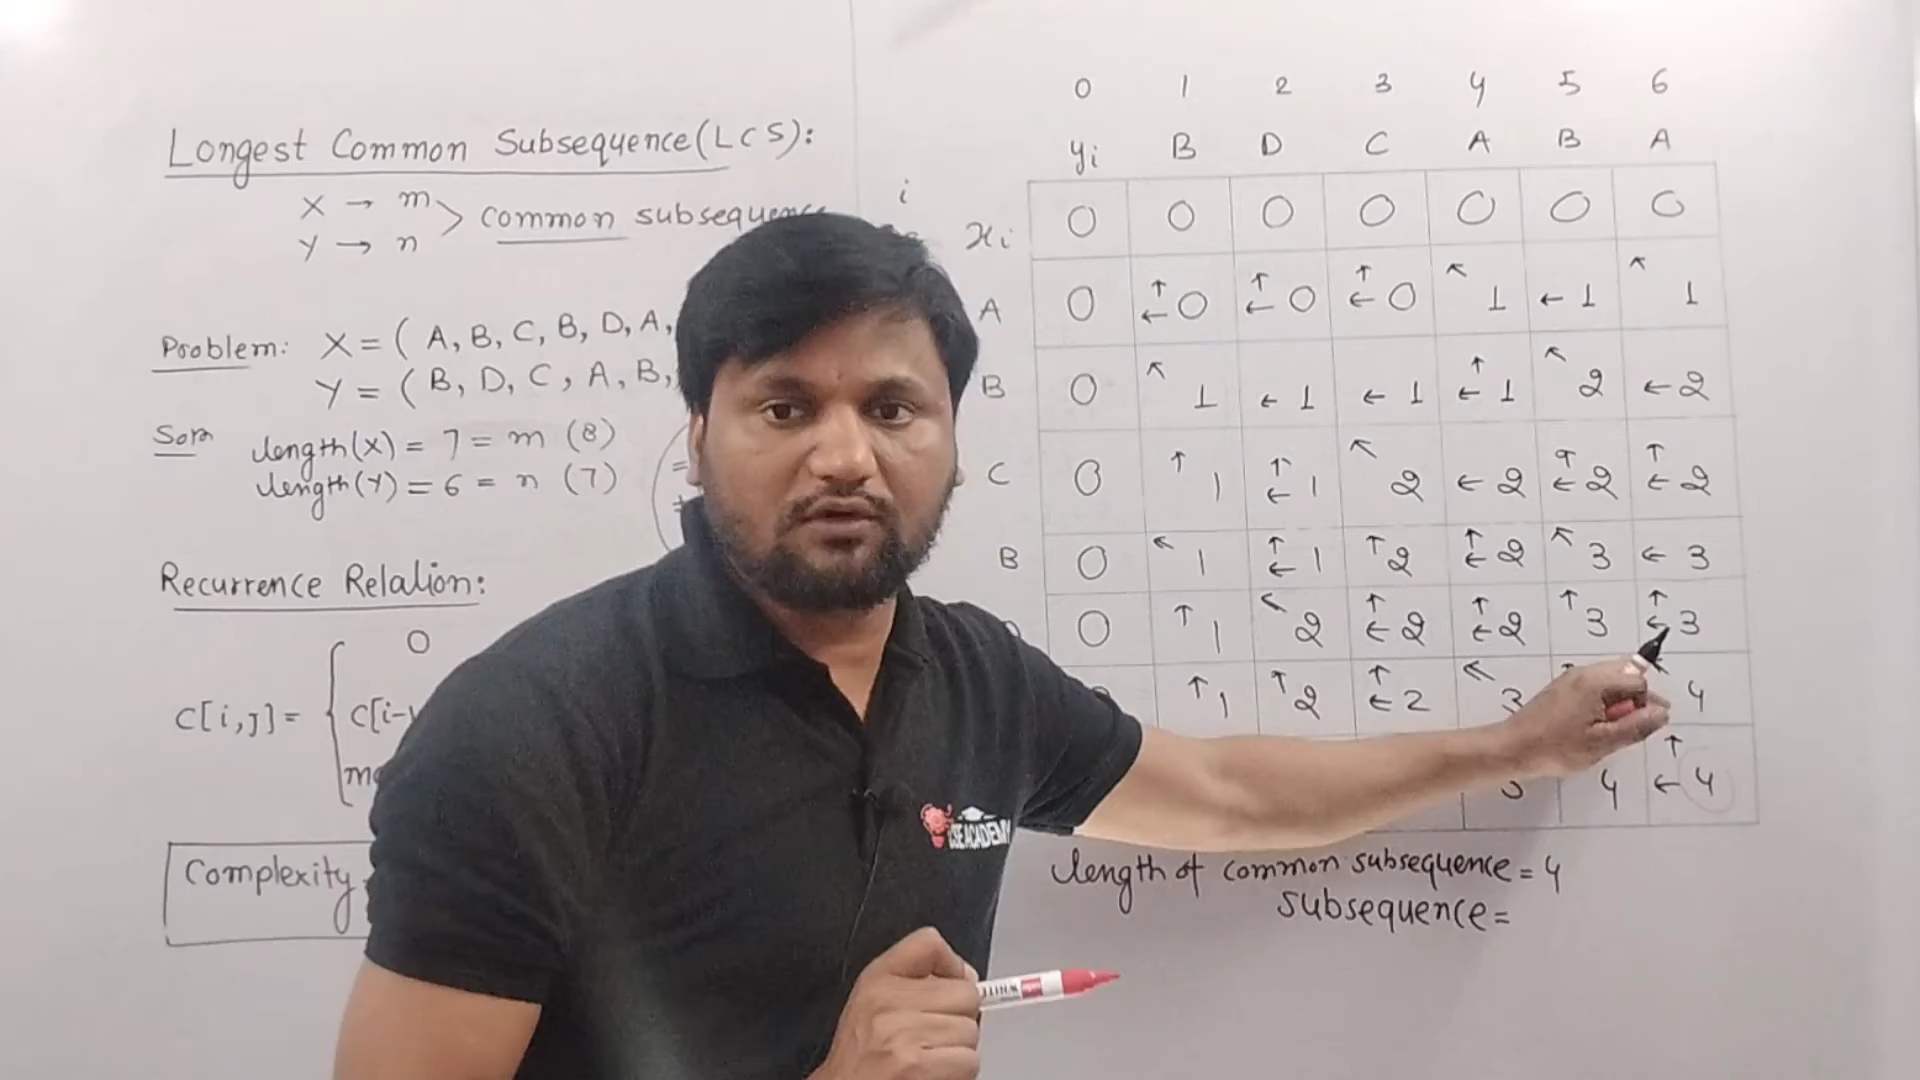 Longest Common Subsequence(LCS):
X → m
Y → n
common subsequence
Problem: X = ( A, B, C, B, D, A,
Y = ( B, D, C, A, B,
length(X) = 7 = m (8)
length(Y) = 6 = n (7)
Recurrence Relation:
0
C[i,j] = C[i-
Complexity
0 1 2 3 4 5 6
yi B D C A B A
i
xi 0 0 0 0 0 0 0
A 0 ↑ ← 0 ↑ ← 0 ↑ ← 0 ↖ 1 ← 1 ↖ 1
B 0 ↖ 1 ← 1 ← 1 ↑ ← 1 ↖ 2 ← 2
C 0 ↑ 1 ↑ ← 1 ↖ 2 ← 2 ↑ ← 2 ↑ ← 2
B 0 ↖ 1 ↑ ← 1 ↑ 2 ↑ ← 2 ↖ 3 ← 3
0 ↑ 1 ↖ 2 ↑ ← 2 ↑ ← 2 ↑ 3 ↑ ← 3
↑ 1 ↑ 2 ↑ ← 2 ↖ 3 4
4 ↑ ← 4
length of common subsequence = 4
Subsequence =
CSE ACADEMY